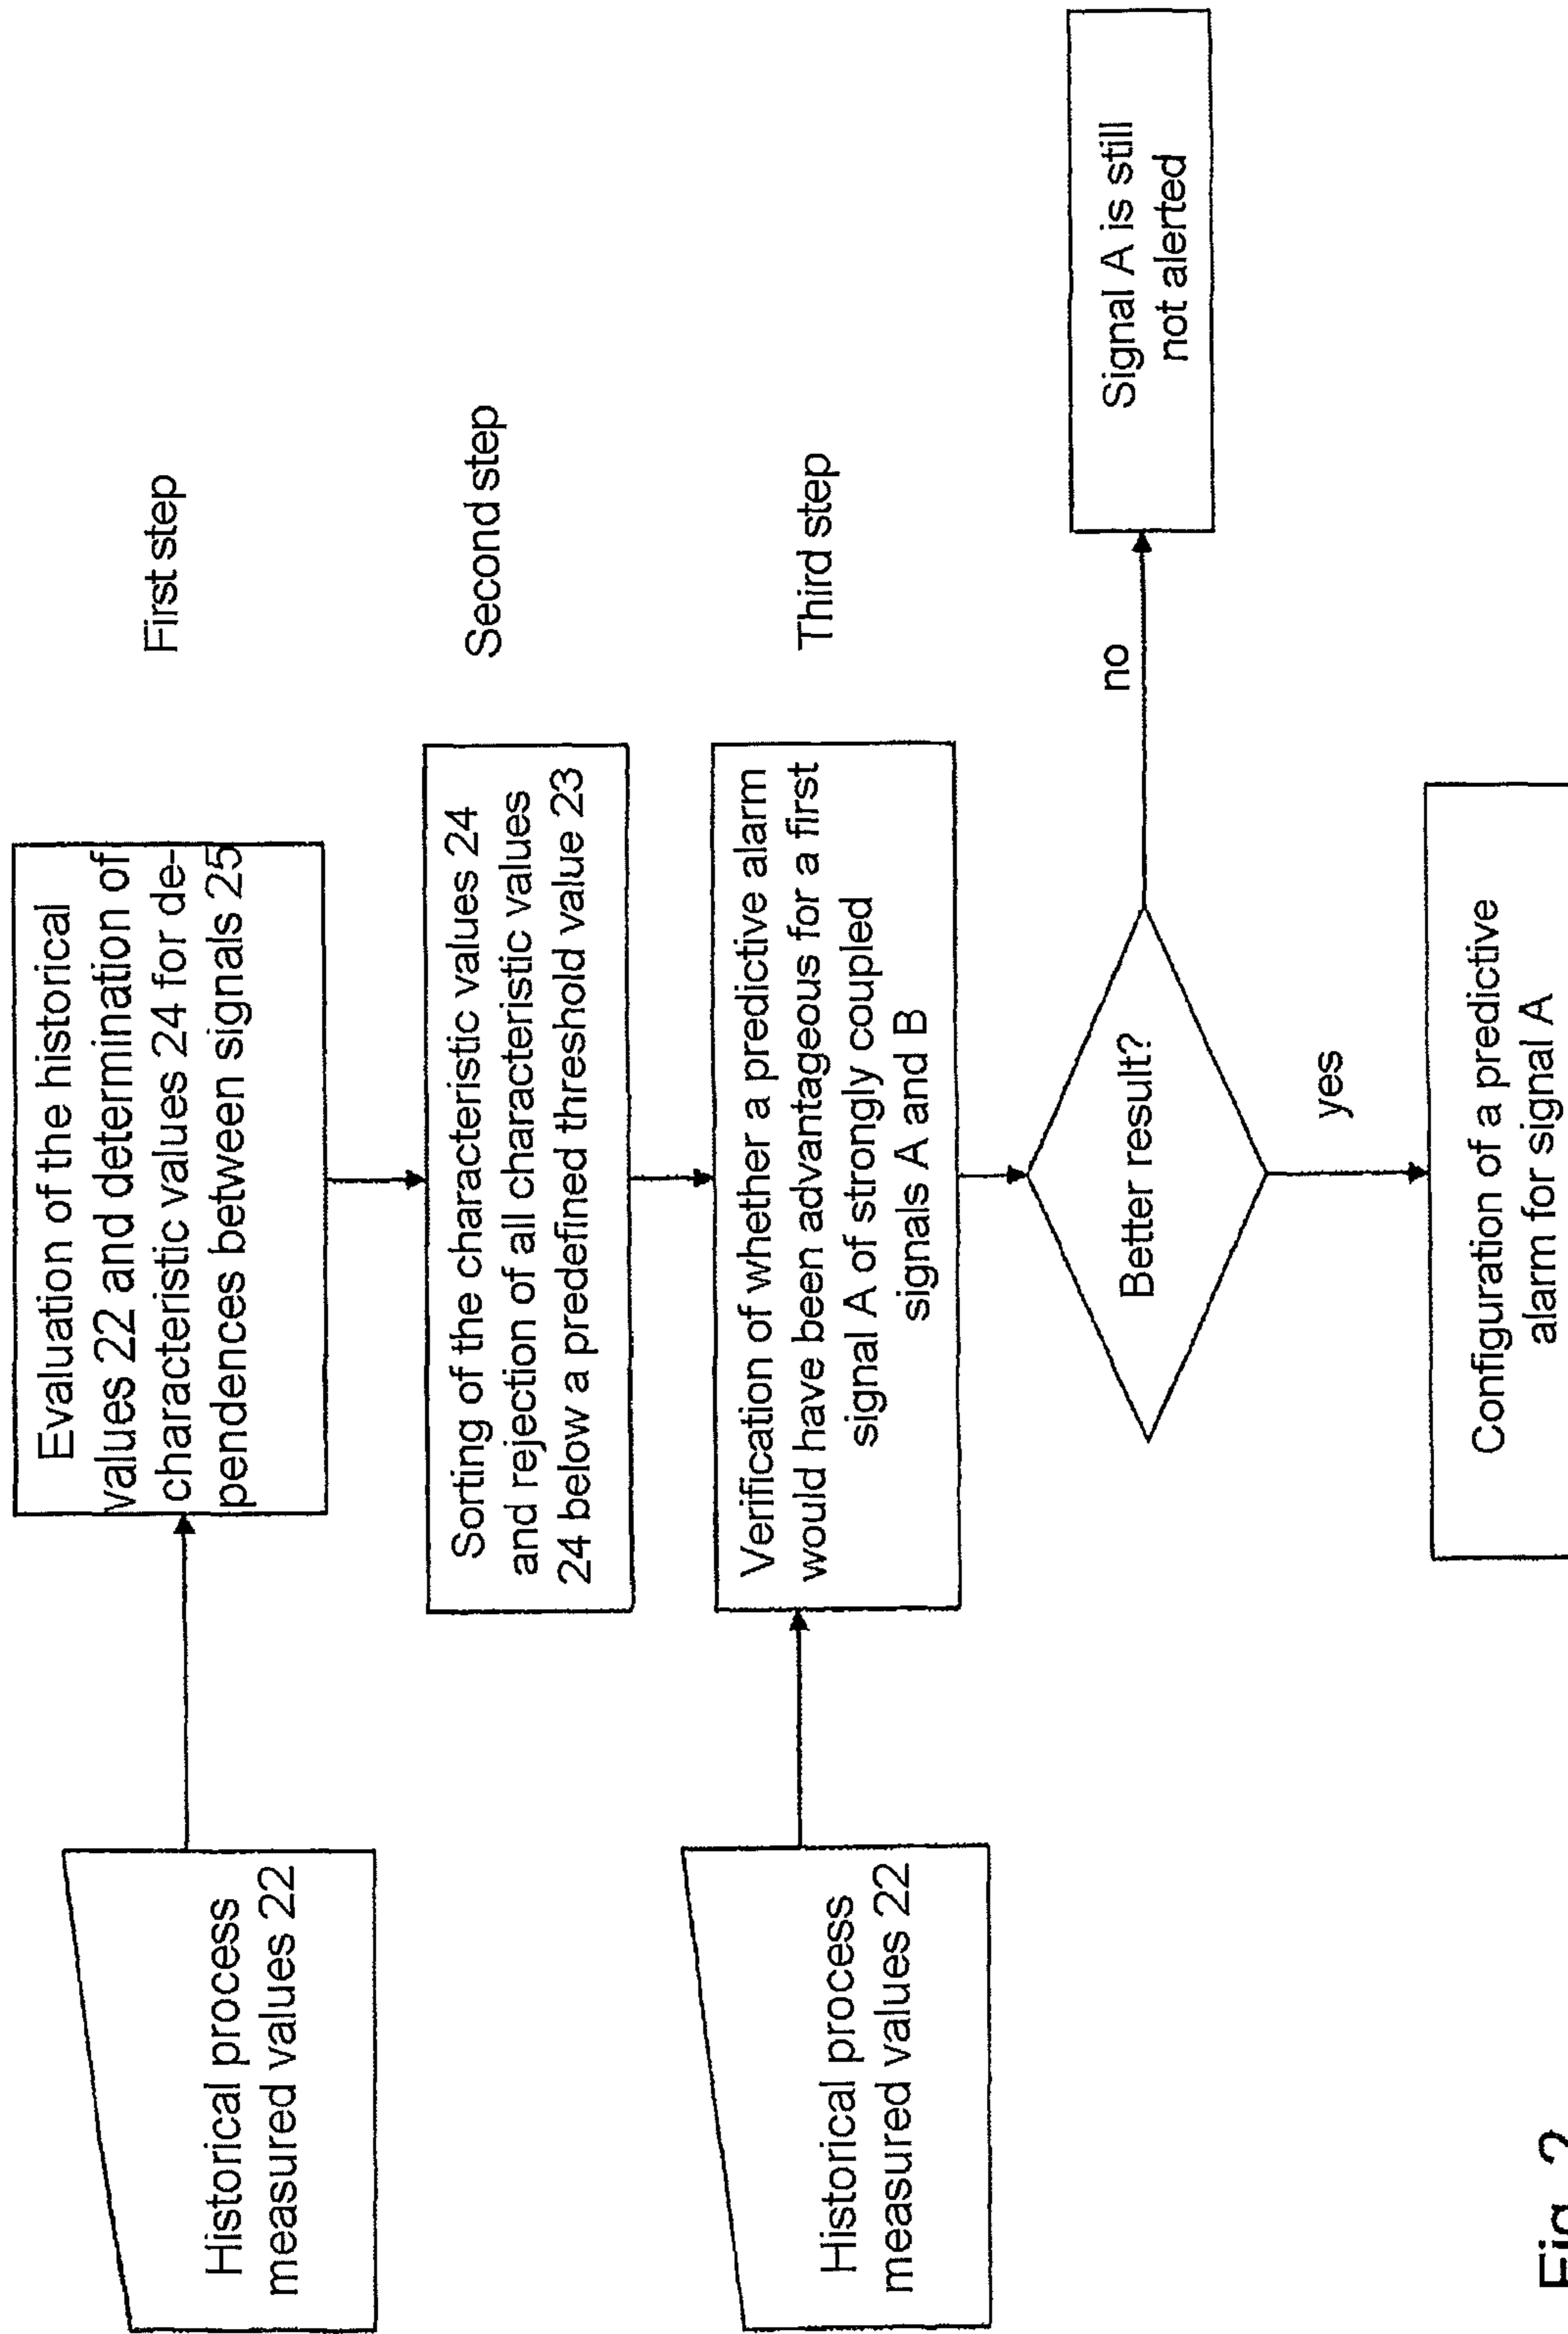 Historical process
measured values 22
Evaluation of the historical
values 22 and determination of
characteristic values 24 for de-
pendences between signals 25
First step
Sorting of the characteristic values 24
and rejection of all characteristic values
24 below a predefined threshold value 23
Second step
Historical process
measured values 22
Verification of whether a predictive alarm
would have been advantageous for a first
signal A of strongly coupled
signals A and B
Third step
Better result?
no
Signal A is still
not alerted
yes
Configuration of a predictive
alarm for signal A
Fig. 2